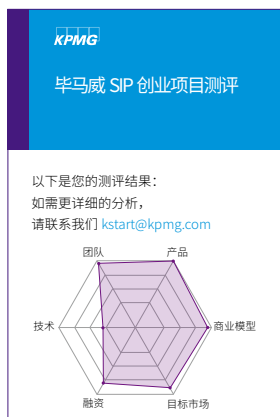 KPMG
毕马威 SIP 创业项目测评
以下是您的测评结果：
如需更详细的分析，
请联系我们 kstart@kpmg.com
团队 产品
技术 商业模型
融资 目标市场